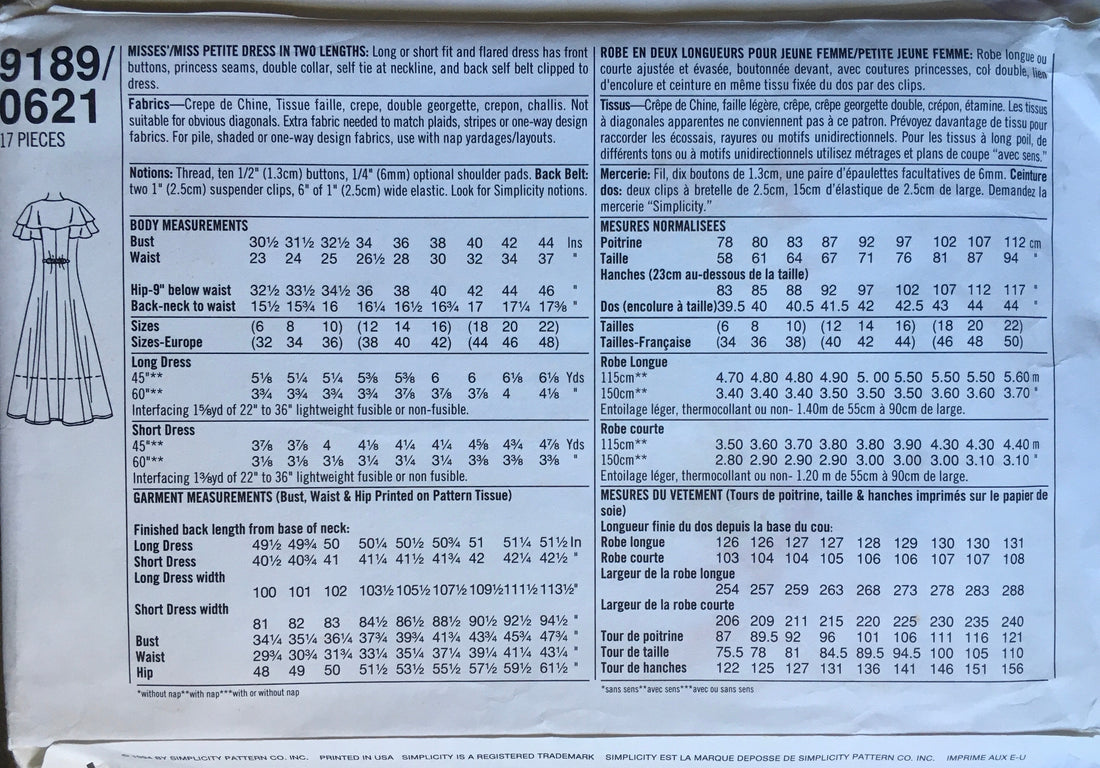 9189/
0621
17 PIECES
MISSES'/MISS PETITE DRESS IN TWO LENGTHS: Long or short fit and flared dress has front
buttons, princess seams, double collar, self tie at neckline, and back self belt clipped to
dress.
Fabrics—Crepe de Chine, Tissue faille, crepe, double georgette, crepon, challis. Not
suitable for obvious diagonals. Extra fabric needed to match plaids, stripes or one-way design
fabrics. For pile, shaded or one-way design fabrics, use with nap yardages/layouts.
Notions: Thread, ten 1/2" (1.3cm) buttons, 1/4" (6mm) optional shoulder pads. Back Belt:
two 1" (2.5cm) suspender clips, 6" of 1" (2.5cm) wide elastic. Look for Simplicity notions.
BODY MEASUREMENTS
Bust 30½ 31½ 32½ 34 36 38 40 42 44 Ins
Waist 23 24 25 26½ 28 30 32 34 37 "
Hip-9" below waist 32½ 33½ 34½ 36 38 40 42 44 46 "
Back-neck to waist 15½ 15¾ 16 16¼ 16½ 16¾ 17 17¼ 17⅜ "
Sizes (6 8 10) (12 14 16) (18 20 22)
Sizes-Europe (32 34 36) (38 40 42) (44 46 48)
Long Dress
45"** 5⅛ 5¼ 5¼ 5⅜ 5⅜ 6 6 6⅛ 6⅛ Yds
60"** 3¾ 3¾ 3¾ 3¾ 3⅞ 3⅞ 3⅞ 4 4⅛ "
Interfacing 1⅝yd of 22" to 36" lightweight fusible or non-fusible.
Short Dress
45"** 3⅞ 3⅞ 4 4⅛ 4¼ 4¼ 4⅝ 4¾ 4⅞ Yds
60"** 3⅛ 3⅛ 3⅛ 3¼ 3¼ 3¼ 3⅜ 3⅜ 3⅜ "
Interfacing 1⅜yd of 22" to 36" lightweight fusible or non fusible.
GARMENT MEASUREMENTS (Bust, Waist & Hip Printed on Pattern Tissue)
Finished back length from base of neck:
Long Dress 49½ 49¾ 50 50¼ 50½ 50¾ 51 51¼ 51½ In
Short Dress 40½ 40¾ 41 41¼ 41½ 41¾ 42 42¼ 42½ "
Long Dress width
100 101 102 103½ 105½ 107½ 109½ 111½ 113½"
Short Dress width
81 82 83 84½ 86½ 88½ 90½ 92½ 94½ "
Bust 34¼ 35¼ 36¼ 37¾ 39¾ 41¾ 43¾ 45¾ 47¾ "
Waist 29¾ 30¾ 31¾ 33¼ 35¼ 37¼ 39¼ 41¼ 43¼ "
Hip 48 49 50 51½ 53½ 55½ 57½ 59½ 61½ "
*without nap**with nap***with or without nap
ROBE EN DEUX LONGUEURS POUR JEUNE FEMME/PETITE JEUNE FEMME: Robe longue ou
courte ajustée et évasée, boutonnée devant, avec coutures princesses, col double, lien
d'encolure et ceinture en même tissu fixée du dos par des clips.
Tissus—Crêpe de Chine, faille légère, crêpe, crêpe georgette double, crépon, étamine. Les tissus
à diagonales apparentes ne conviennent pas à ce patron. Prévoyez davantage de tissu pour
raccorder les écossais, rayures ou motifs unidirectionnels. Pour les tissus à long poil, de
différents tons ou à motifs unidirectionnels utilisez métrages et plans de coupe "avec sens."
Mercerie: Fil, dix boutons de 1.3cm, une paire d'épaulettes facultatives de 6mm. Ceinture
dos: deux clips à bretelle de 2.5cm, 15cm d'élastique de 2.5cm de large. Demandez la
mercerie "Simplicity."
MESURES NORMALISEES
Poitrine 78 80 83 87 92 97 102 107 112 cm
Taille 58 61 64 67 71 76 81 87 94 "
Hanches (23cm au-dessous de la taille)
83 85 88 92 97 102 107 112 117 "
Dos (encolure à taille)39.5 40 40.5 41.5 42 42.5 43 44 44 "
Tailles (6 8 10) (12 14 16) (18 20 22)
Tailles-Française (34 36 38) (40 42 44) (46 48 50)
Robe Longue
115cm** 4.70 4.80 4.80 4.90 5.00 5.50 5.50 5.50 5.60 m
150cm** 3.40 3.40 3.40 3.50 3.50 3.50 3.60 3.60 3.70 "
Entoilage léger, thermocollant ou non- 1.40m de 55cm à 90cm de large.
Robe courte
115cm** 3.50 3.60 3.70 3.80 3.80 3.90 4.30 4.30 4.40 m
150cm** 2.80 2.90 2.90 2.90 3.00 3.00 3.00 3.10 3.10 "
Entoilage léger, thermocollant ou non- 1.20 m de 55cm à 90cm de large.
MESURES DU VETEMENT (Tours de poitrine, taille & hanches imprimés sur le papier de
soie)
Longueur finie du dos depuis la base du cou:
Robe longue 126 126 127 127 128 129 130 130 131
Robe courte 103 104 104 105 106 106 107 107 108
Largeur de la robe longue
254 257 259 263 268 273 278 283 288
Largeur de la robe courte
206 209 211 215 220 225 230 235 240
Tour de poitrine 87 89.5 92 96 101 106 111 116 121
Tour de taille 75.5 78 81 84.5 89.5 94.5 100 105 110
Tour de hanches 122 125 127 131 136 141 146 151 156
*sans sens**avec sens***avec ou sans sens
BY SIMPLICITY PATTERN CO. INC. PRINTED IN USA SIMPLICITY IS A REGISTERED TRADEMARK SIMPLICITY EST LA MARQUE DEPOSSE DE SIMPLICITY PATTERN CO. INC. IMPRIME AUX E-U